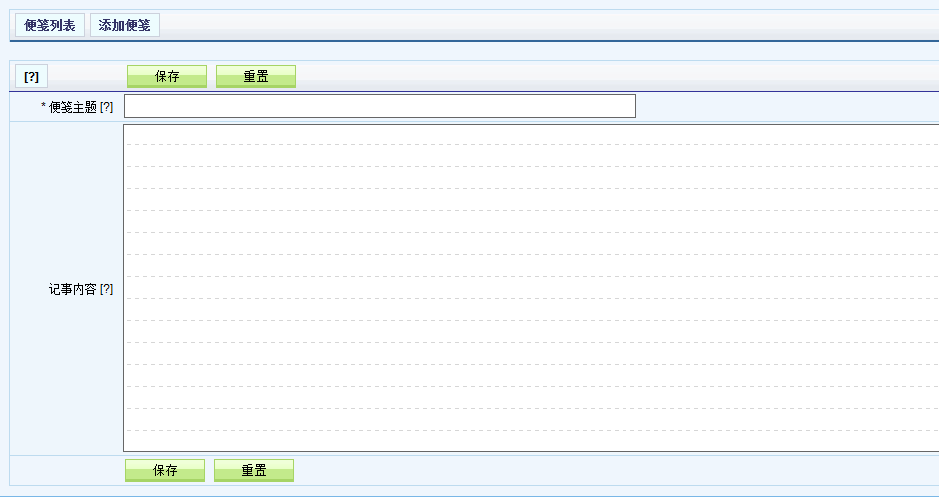 便笺列表 添加便笺
[?] 保存 重置
* 便笺主题 [?]
记事内容 [?]
保存 重置